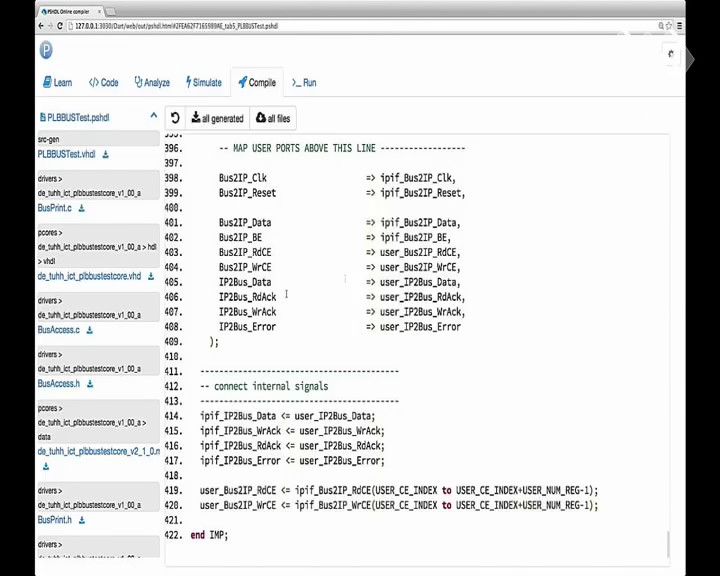 PSHDL Online compiler
127.0.0.1:3030/Dart/web/out/pshdl.html#2FEA62F7165989AE_tab5_PLBBUSTest
P
Learn
</> Code
Analyze
Simulate
Compile
>_ Run
PLBBUSTest.pshdl
all generated
all files
src-gen
PLBBUSTest.vhdl
drivers >
de_tuhh_ict_plbbustestcore_v1_00_a
BusPrint.c
pcores >
de_tuhh_ict_plbbustestcore_v1_00_a > hdl
> vhdl
de_tuhh_ict_plbbustestcore.vhd
drivers >
de_tuhh_ict_plbbustestcore_v1_00_a
BusAccess.c
drivers >
de_tuhh_ict_plbbustestcore_v1_00_a
BusAccess.h
pcores >
de_tuhh_ict_plbbustestcore_v1_00_a >
data
de_tuhh_ict_plbbustestcore_v2_1_0.m
drivers >
de_tuhh_ict_plbbustestcore_v1_00_a
BusPrint.h
drivers >
de_tuhh_ict_plbbustestcore_v1_00_a
395.
396. -- MAP USER PORTS ABOVE THIS LINE ------------------
397.
398. Bus2IP_Clk => ipif_Bus2IP_Clk,
399. Bus2IP_Reset => ipif_Bus2IP_Reset,
400.
401. Bus2IP_Data => ipif_Bus2IP_Data,
402. Bus2IP_BE => ipif_Bus2IP_BE,
403. Bus2IP_RdCE => user_Bus2IP_RdCE,
404. Bus2IP_WrCE => user_Bus2IP_WrCE,
405. IP2Bus_Data => user_IP2Bus_Data,
406. IP2Bus_RdAck => user_IP2Bus_RdAck,
407. IP2Bus_WrAck => user_IP2Bus_WrAck,
408. IP2Bus_Error => user_IP2Bus_Error
409. );
410.
411. ------------------------------------------
412. -- connect internal signals
413. ------------------------------------------
414. ipif_IP2Bus_Data <= user_IP2Bus_Data;
415. ipif_IP2Bus_WrAck <= user_IP2Bus_WrAck;
416. ipif_IP2Bus_RdAck <= user_IP2Bus_RdAck;
417. ipif_IP2Bus_Error <= user_IP2Bus_Error;
418.
419. user_Bus2IP_RdCE <= ipif_Bus2IP_RdCE(USER_CE_INDEX to USER_CE_INDEX+USER_NUM_REG-1);
420. user_Bus2IP_WrCE <= ipif_Bus2IP_WrCE(USER_CE_INDEX to USER_CE_INDEX+USER_NUM_REG-1);
421.
422. end IMP;